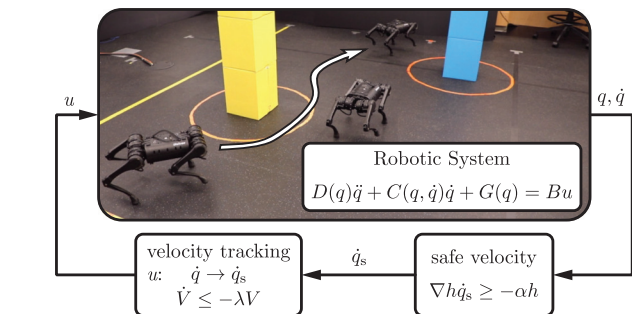 u
q, q̇
Robotic System
D(q)q̈ + C(q, q̇)q̇ + G(q) = Bu
velocity tracking
u: q̇ → q̇ₛ
V̇ ≤ −λV
q̇ₛ
safe velocity
∇hq̇ₛ ≥ −αh